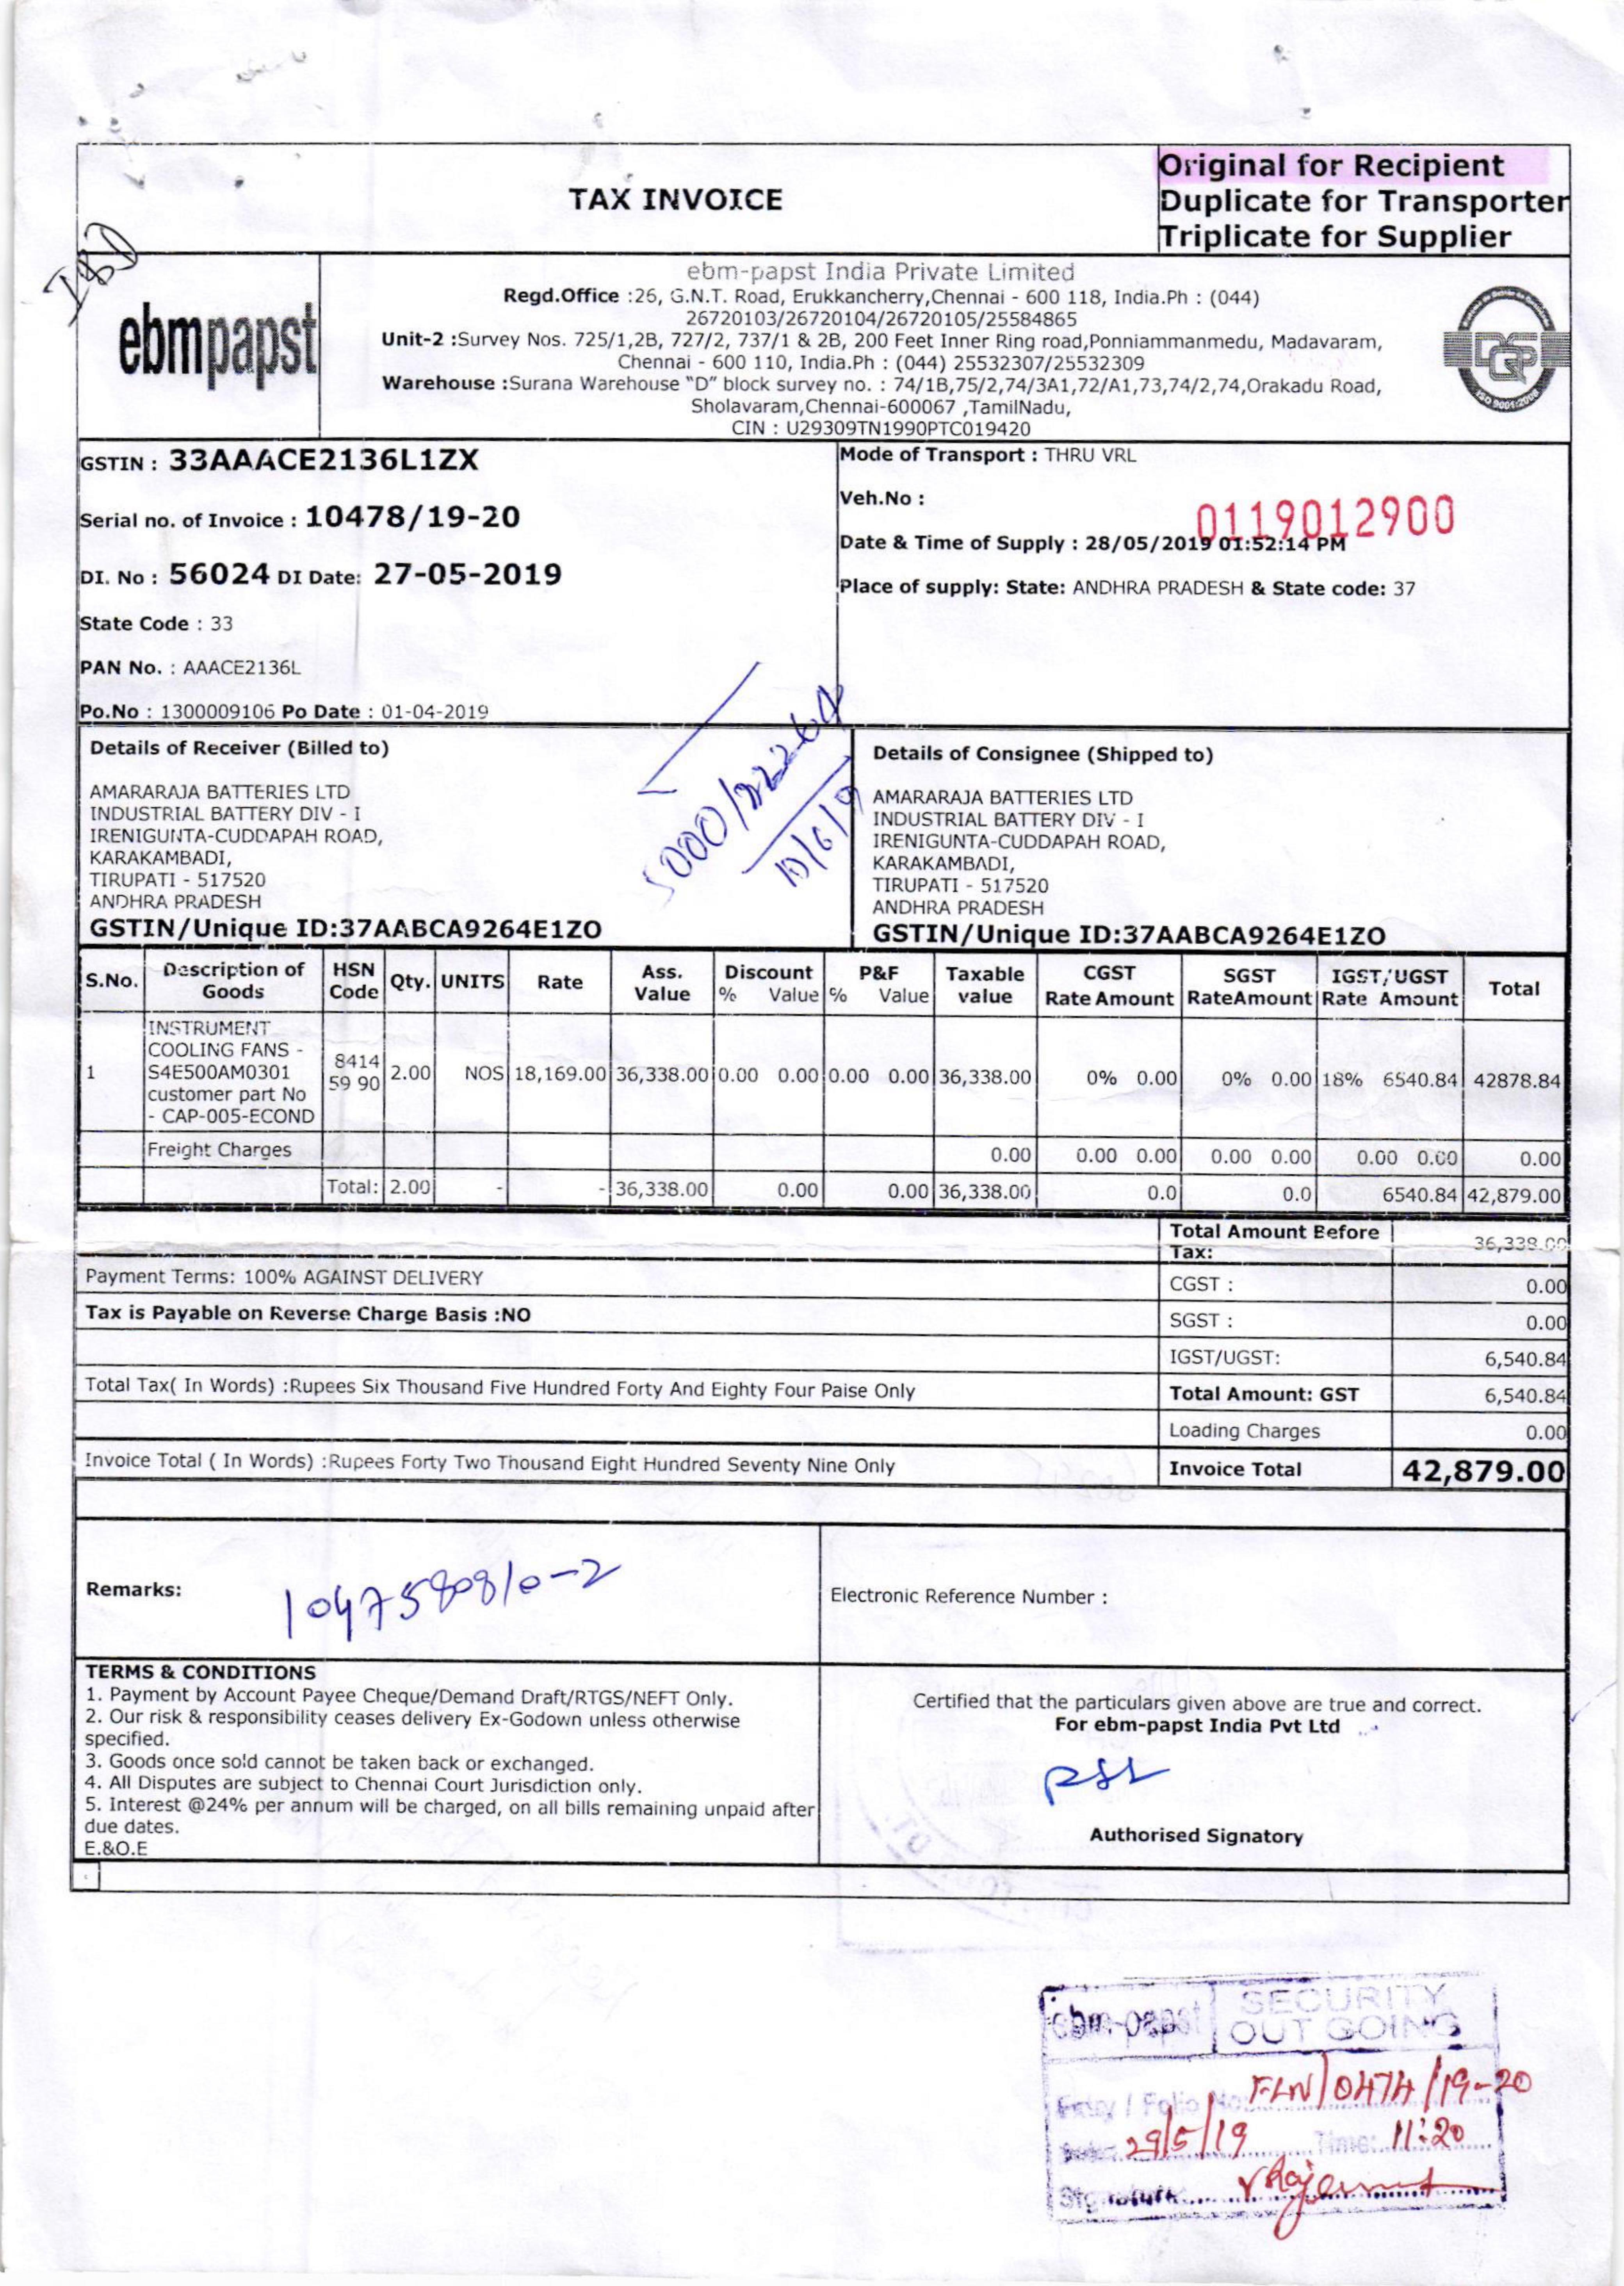 Original for Recipient
TAX INVOICE
Duplicate for Transporter
Triplicate for Supplier
ebmpapst
ebm-papst India Private Limited
Regd.Office :26, G.N.T. Road, Erukkancherry,Chennai - 600 118, India.Ph : (044)
26720103/26720104/26720105/25584865
Unit-2 :Survey Nos. 725/1,2B, 727/2, 737/1 & 2B, 200 Feet Inner Ring road,Ponniammanmedu, Madavaram,
Chennai - 600 110, India.Ph : (044) 25532307/25532309
Warehouse :Surana Warehouse "D" block survey no. : 74/1B,75/2,74/3A1,72/A1,73,74/2,74,Orakadu Road,
Sholavaram,Chennai-600067 ,TamilNadu,
CIN : U29309TN1990PTC019420
DQS
ISO 9001:2008
GSTIN : 33AAACE2136L1ZX
Serial no. of Invoice : 10478/19-20
DI. No : 56024 DI Date: 27-05-2019
State Code : 33
PAN No. : AAACE2136L
Po.No : 1300009106 Po Date : 01-04-2019
Mode of Transport : THRU VRL
Veh.No :
0119012900
Date & Time of Supply : 28/05/2019 01:52:14 PM
Place of supply: State: ANDHRA PRADESH & State code: 37
Details of Receiver (Billed to)
AMARARAJA BATTERIES LTD
INDUSTRIAL BATTERY DIV - I
IRENIGUNTA-CUDDAPAH ROAD,
KARAKAMBADI,
TIRUPATI - 517520
ANDHRA PRADESH
GSTIN/Unique ID:37AABCA9264E1ZO
5000/22264
10/6/19
Details of Consignee (Shipped to)
AMARARAJA BATTERIES LTD
INDUSTRIAL BATTERY DIV - I
IRENIGUNTA-CUDDAPAH ROAD,
KARAKAMBADI,
TIRUPATI - 517520
ANDHRA PRADESH
GSTIN/Unique ID:37AABCA9264E1ZO
S.No. Description of Goods HSN Code Qty. UNITS Rate Ass. Value Discount % Value P&F % Value Taxable value CGST Rate Amount SGST RateAmount IGST/UGST Rate Amount Total
1 INSTRUMENT COOLING FANS - S4E500AM0301 customer part No - CAP-005-ECOND 8414 59 90 2.00 NOS 18,169.00 36,338.00 0.00 0.00 0.00 0.00 36,338.00 0% 0.00 0% 0.00 18% 6540.84 42878.84
Freight Charges 0.00 0.00 0.00 0.00 0.00 0.00 0.00 0.00
Total: 2.00 - - 36,338.00 0.00 0.00 36,338.00 0.0 0.0 6540.84 42,879.00
Total Amount Before Tax: 36,338.00
Payment Terms: 100% AGAINST DELIVERY
CGST : 0.00
Tax is Payable on Reverse Charge Basis :NO
SGST : 0.00
IGST/UGST: 6,540.84
Total Tax( In Words) :Rupees Six Thousand Five Hundred Forty And Eighty Four Paise Only
Total Amount: GST 6,540.84
Loading Charges 0.00
Invoice Total ( In Words) :Rupees Forty Two Thousand Eight Hundred Seventy Nine Only
Invoice Total 42,879.00
Remarks:
1047580810-2
Electronic Reference Number :
TERMS & CONDITIONS
1. Payment by Account Payee Cheque/Demand Draft/RTGS/NEFT Only.
2. Our risk & responsibility ceases delivery Ex-Godown unless otherwise
specified.
3. Goods once sold cannot be taken back or exchanged.
4. All Disputes are subject to Chennai Court Jurisdiction only.
5. Interest @24% per annum will be charged, on all bills remaining unpaid after
due dates.
E.&O.E
Certified that the particulars given above are true and correct.
For ebm-papst India Pvt Ltd
Authorised Signatory
ebm-papst SECURITY
OUT GOING
Entry / Folio No: FLN/0474/19-20
Date: 29/5/19 Time: 11:20
Signature